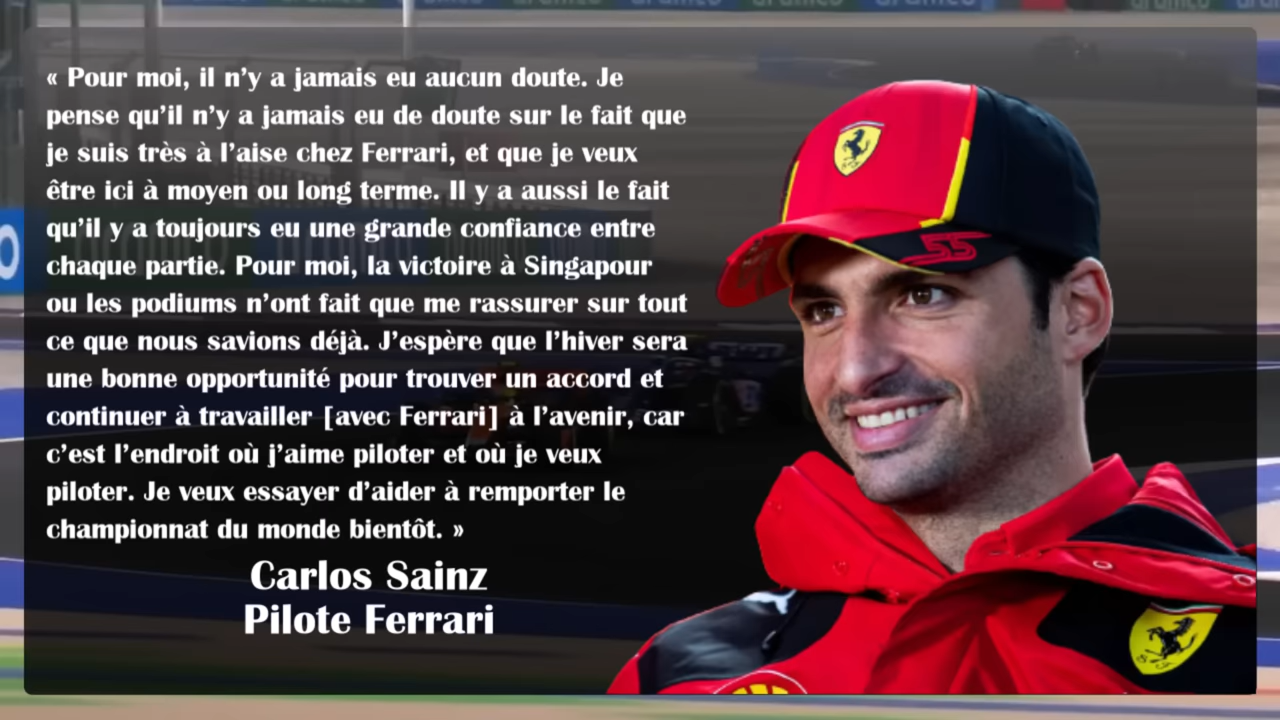 « Pour moi, il n’y a jamais eu aucun doute. Je
pense qu’il n’y a jamais eu de doute sur le fait que
je suis très à l’aise chez Ferrari, et que je veux
être ici à moyen ou long terme. Il y a aussi le fait
qu’il y a toujours eu une grande confiance entre
chaque partie. Pour moi, la victoire à Singapour
ou les podiums n’ont fait que me rassurer sur tout
ce que nous savions déjà. J’espère que l’hiver sera
une bonne opportunité pour trouver un accord et
continuer à travailler [avec Ferrari] à l’avenir, car
c’est l’endroit où j’aime piloter et où je veux
piloter. Je veux essayer d’aider à remporter le
championnat du monde bientôt. »
Carlos Sainz
Pilote Ferrari
55